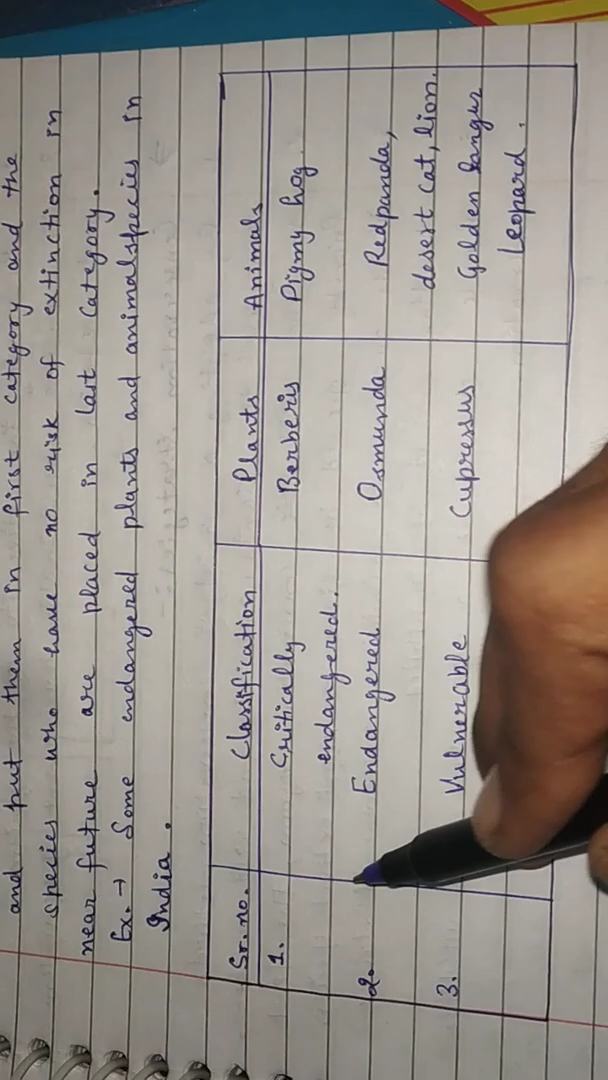 and put them in first category and the
species who have no risk of extinction in
near future are placed in last category.
Ex. → Some endangered plants and animalspecies in
India.
Sr. no. Classification Plants Animals
1. Critically Berberis Pigmy hog.
endangered.
2. Endangered Osmunda Redpanda,
desert cat, lion.
3. Vulnerable Cupressus Golden langur
Leopard.